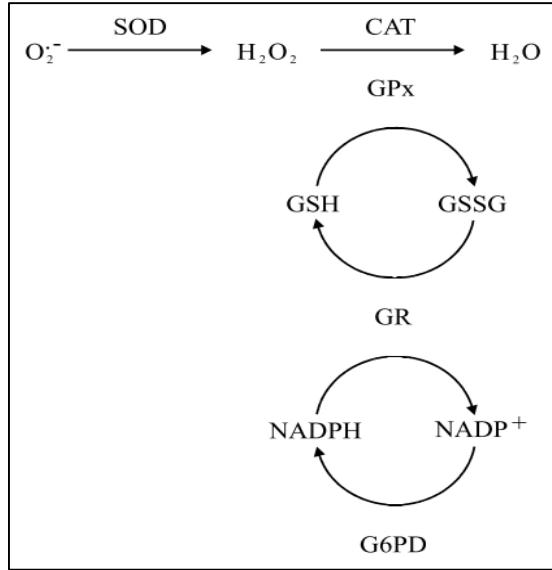 SOD CAT
O₂·⁻ H₂O₂ H₂O
GPx
GSH GSSG
GR
NADPH NADP⁺
G6PD